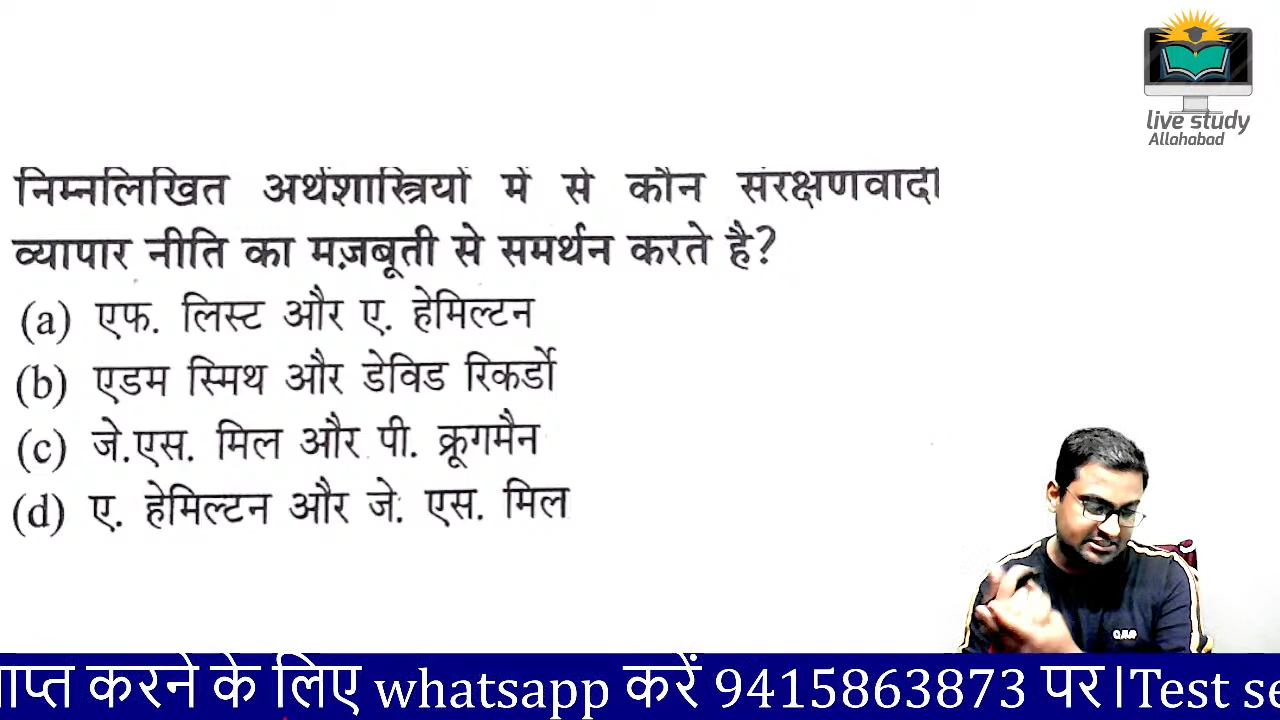 live study
Allahabad
निम्नलिखित अर्थशास्त्रियों में से कौन संरक्षणवादी
व्यापार नीति का मज़बूती से समर्थन करते है?
(a) एफ. लिस्ट और ए. हेमिल्टन
(b) एडम स्मिथ और डेविड रिकर्डो
(c) जे.एस. मिल और पी. क्रूगमैन
(d) ए. हेमिल्टन और जे. एस. मिल
करने के लिए whatsapp करें 9415863873 पर।Test